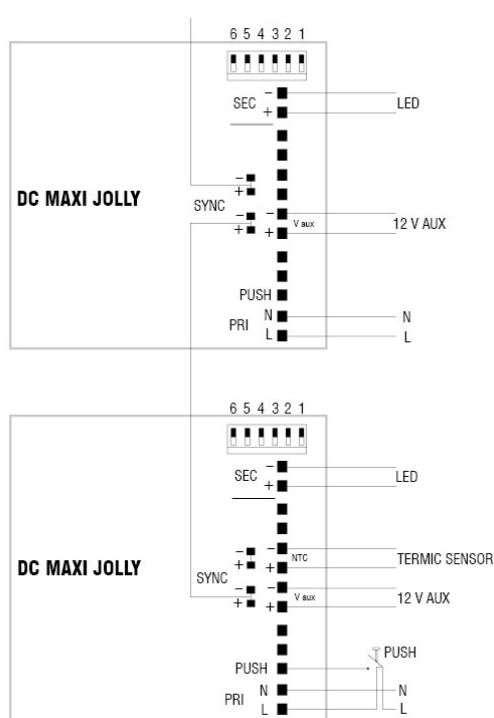 6 5 4 3 2 1
-
SEC
+
LED
DC MAXI JOLLY
-
+
SYNC
-
+
-
V aux
+
12 V AUX
PUSH
N
PRI
L
N
L
6 5 4 3 2 1
-
SEC
+
LED
DC MAXI JOLLY
-
+
SYNC
-
+
-
NTC
+
TERMIC SENSOR
-
V aux
+
12 V AUX
PUSH
PUSH
N
PRI
L
N
L